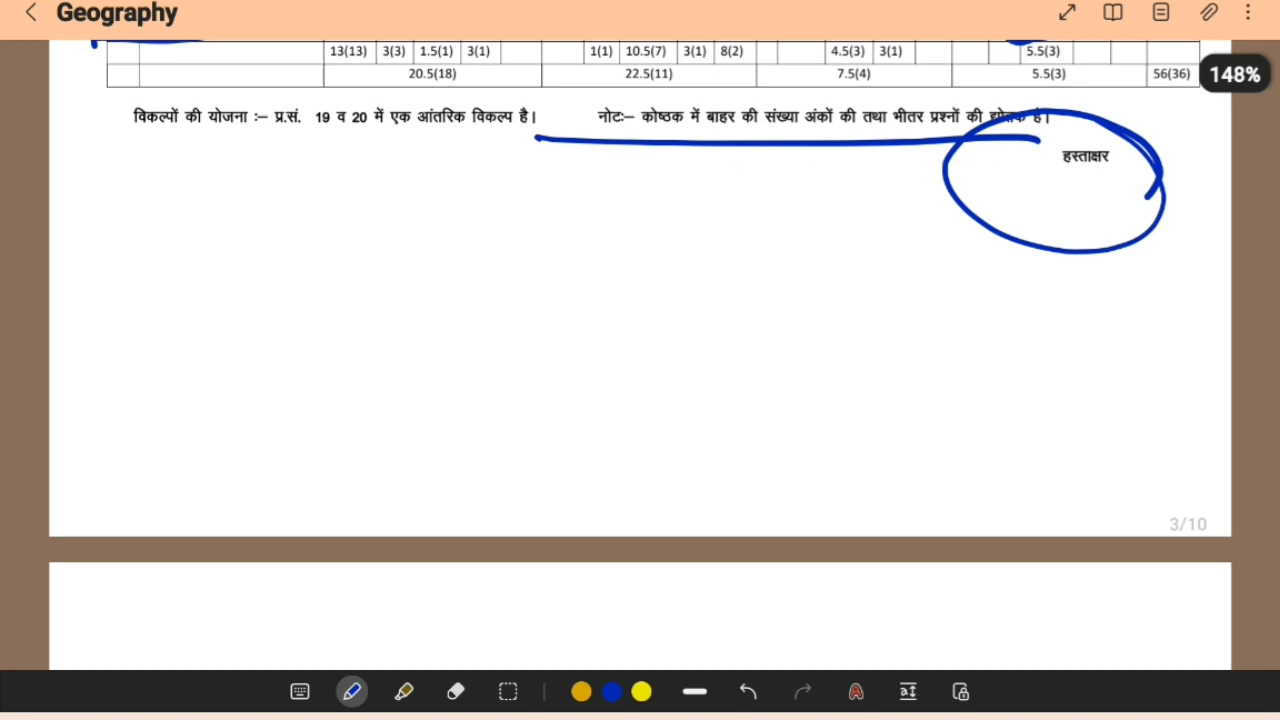 Geography
13(13) 3(3) 1.5(1) 3(1) 1(1) 10.5(7) 3(1) 8(2) 4.5(3) 3(1) 5.5(3)
20.5(18) 22.5(11) 7.5(4) 5.5(3) 56(36)
148%
विकल्पों की योजना :– प्र.सं. 19 व 20 में एक आंतरिक विकल्प है। नोटः– कोष्ठक में बाहर की संख्या अंकों की तथा भीतर प्रश्नों की द्योतक है।
हस्ताक्षर
3/10